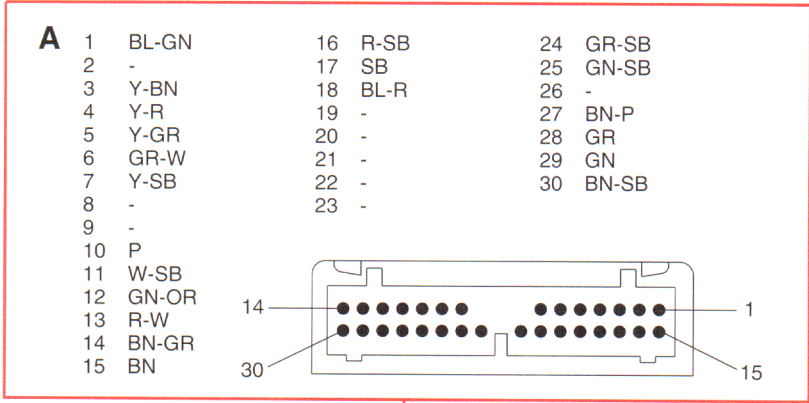 A
1 BL-GN
2 -
3 Y-BN
4 Y-R
5 Y-GR
6 GR-W
7 Y-SB
8 -
9 -
10 P
11 W-SB
12 GN-OR
13 R-W
14 BN-GR
15 BN
16 R-SB
17 SB
18 BL-R
19 -
20 -
21 -
22 -
23 -
24 GR-SB
25 GN-SB
26 -
27 BN-P
28 GR
29 GN
30 BN-SB
14
1
30
15